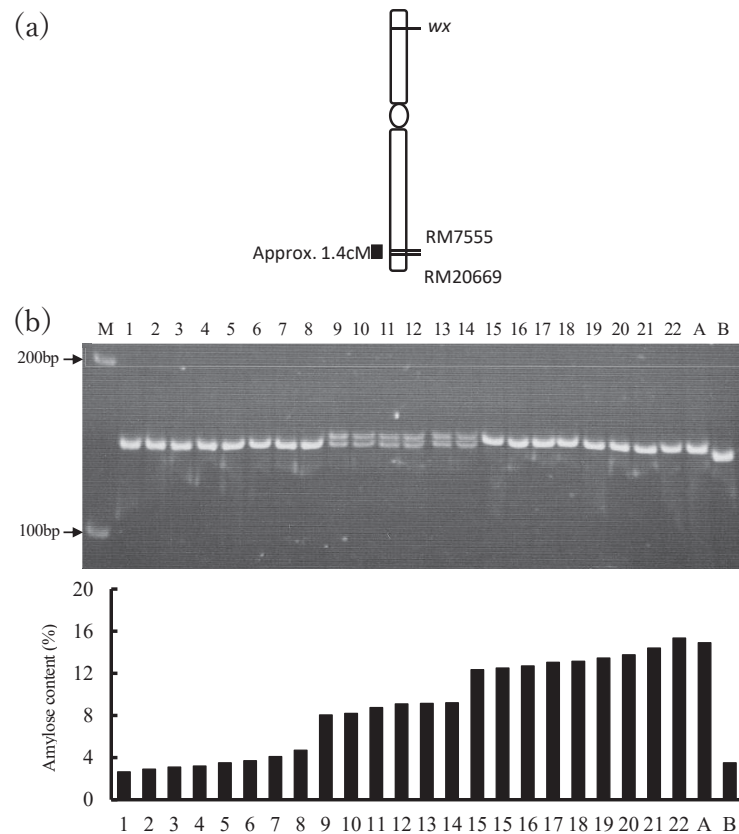 (a)
wx
Approx. 1.4cM
RM7555
RM20669
(b)
M 1 2 3 4 5 6 7 8 9 10 11 12 13 14 15 16 17 18 19 20 21 22 A B
200bp
100bp
Amylose content (%)
20
16
12
8
4
0
1 2 3 4 5 6 7 8 9 10 11 12 13 14 15 15 16 17 18 19 20 21 22 A B